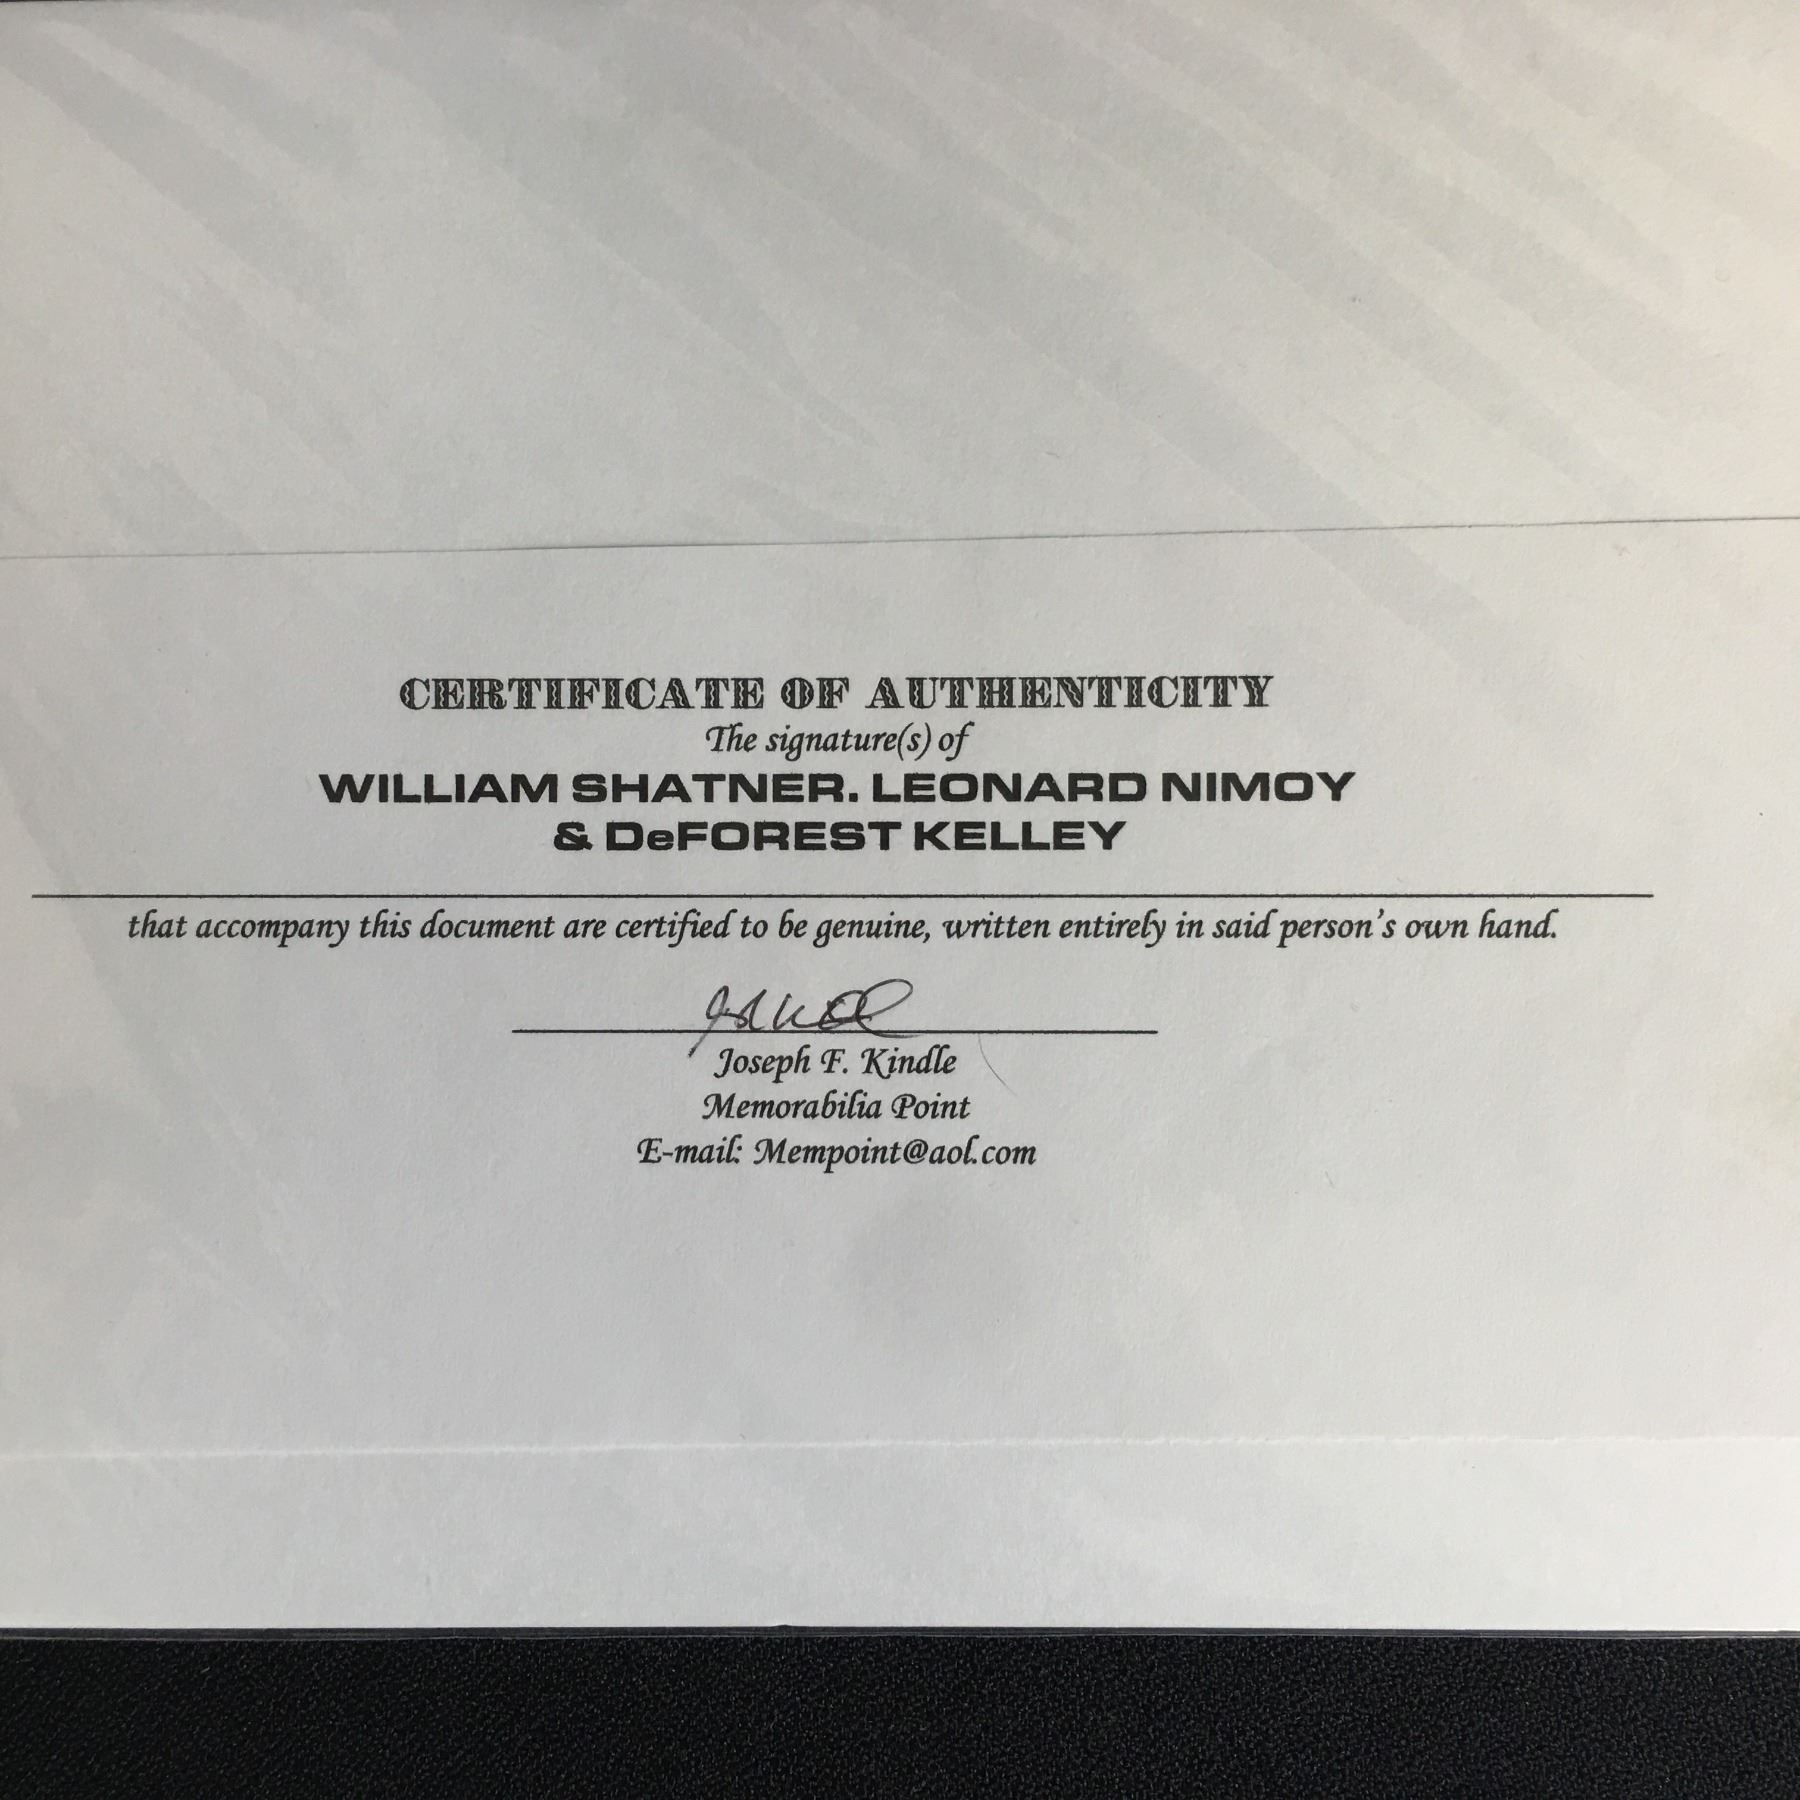 CERTIFICATE OF AUTHENTICITY
The signature(s) of
WILLIAM SHATNER. LEONARD NIMOY
& DeFOREST KELLEY
that accompany this document are certified to be genuine, written entirely in said person's own hand.
Joseph F. Kindle
Memorabilia Point
E-mail: Mempoint@aol.com